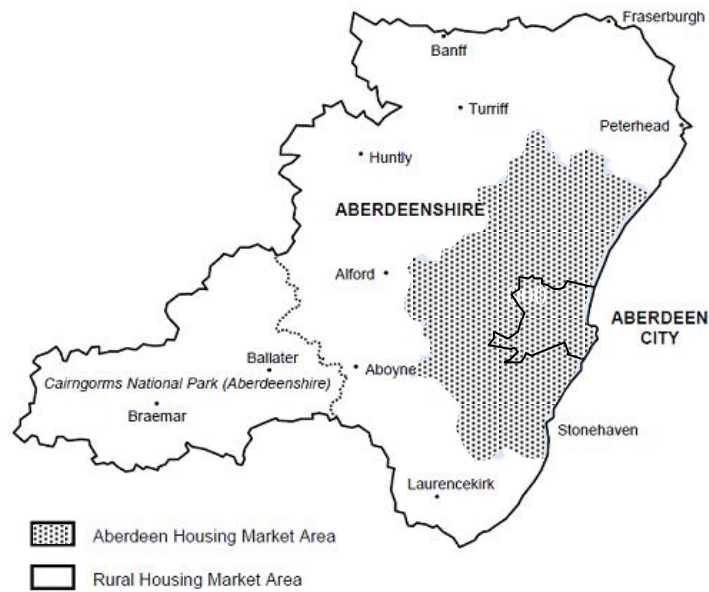 Fraserburgh
Banff
Turriff
Peterhead
Huntly
ABERDEENSHIRE
Alford
ABERDEEN
CITY
Ballater
Aboyne
Cairngorms National Park (Aberdeenshire)
Braemar
Stonehaven
Laurencekirk
Aberdeen Housing Market Area
Rural Housing Market Area